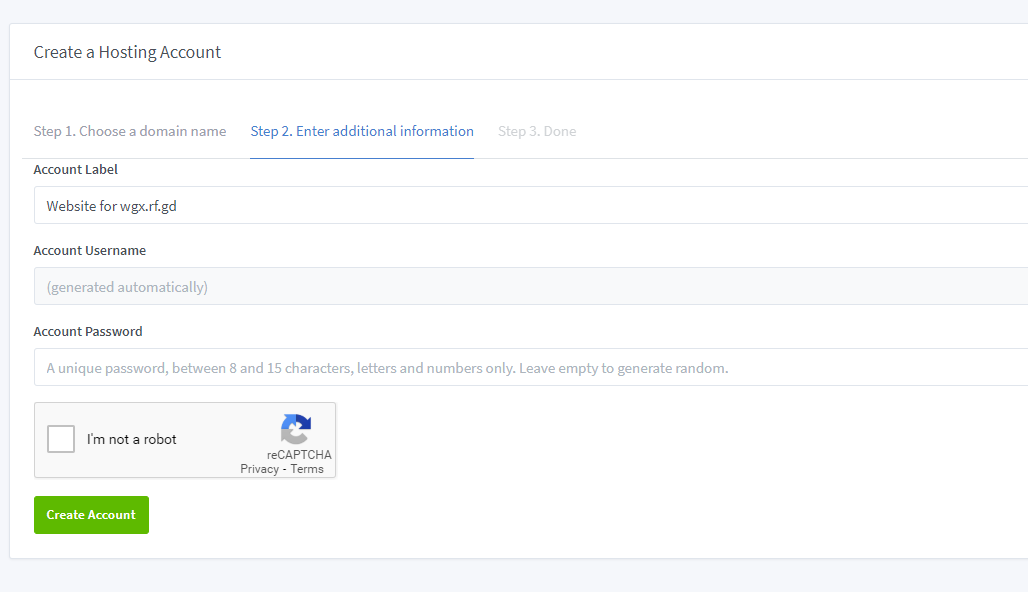 Create a Hosting Account
Step 1. Choose a domain name Step 2. Enter additional information Step 3. Done
Account Label
Website for wgx.rf.gd
Account Username
(generated automatically)
Account Password
A unique password, between 8 and 15 characters, letters and numbers only. Leave empty to generate random.
I'm not a robot
reCAPTCHA
Privacy - Terms
Create Account